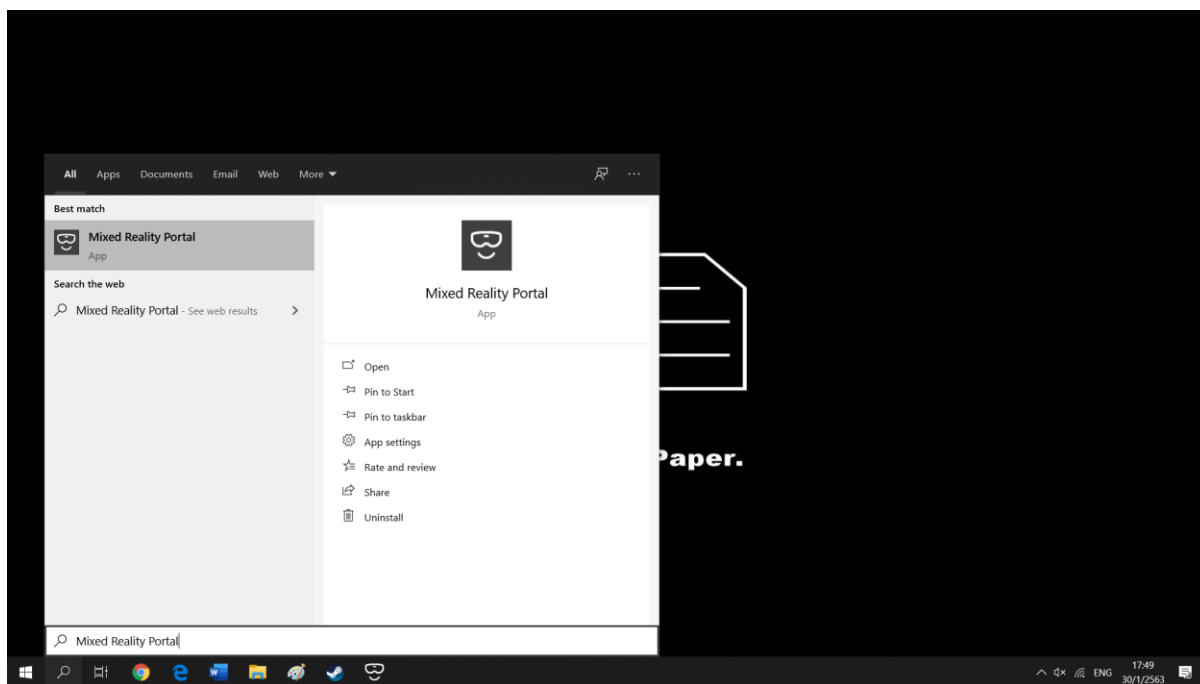 All Apps Documents Email Web More
Best match
Mixed Reality Portal
App
Search the web
Mixed Reality Portal - See web results
Mixed Reality Portal
App
Open
Pin to Start
Pin to taskbar
App settings
Rate and review
Share
Uninstall
Paper.
Mixed Reality Portal
ENG
17:49
30/1/2563